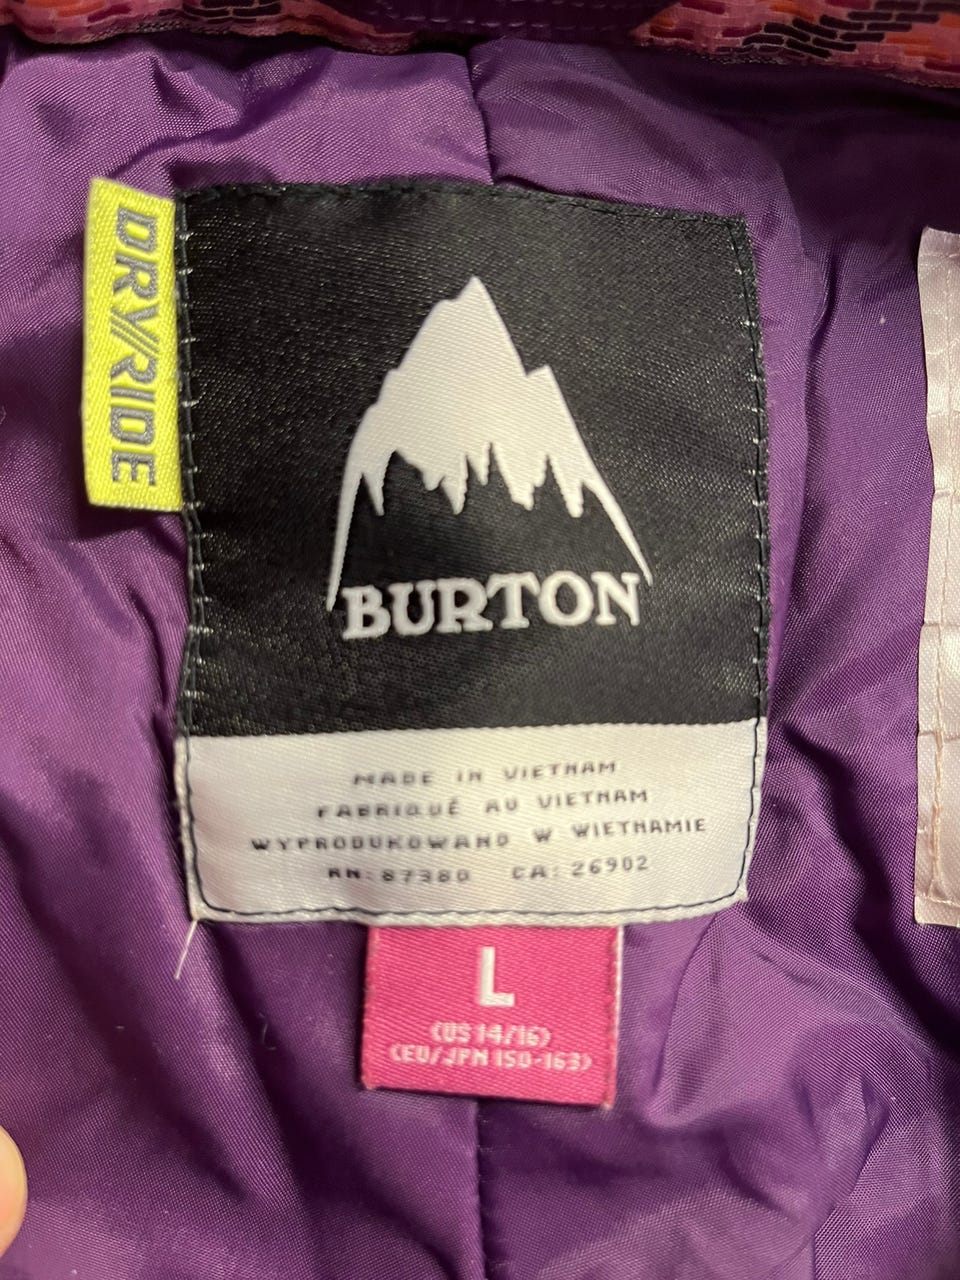 DRY///RIDE
BURTON
MADE IN VIETNAM
FABRIQUÉ AU VIETNAM
WYPRODUKOWANO W WIETNAMIE
RN: 87380 CA: 26902
L
(US 14/16)
(EU/JPN 150-163)